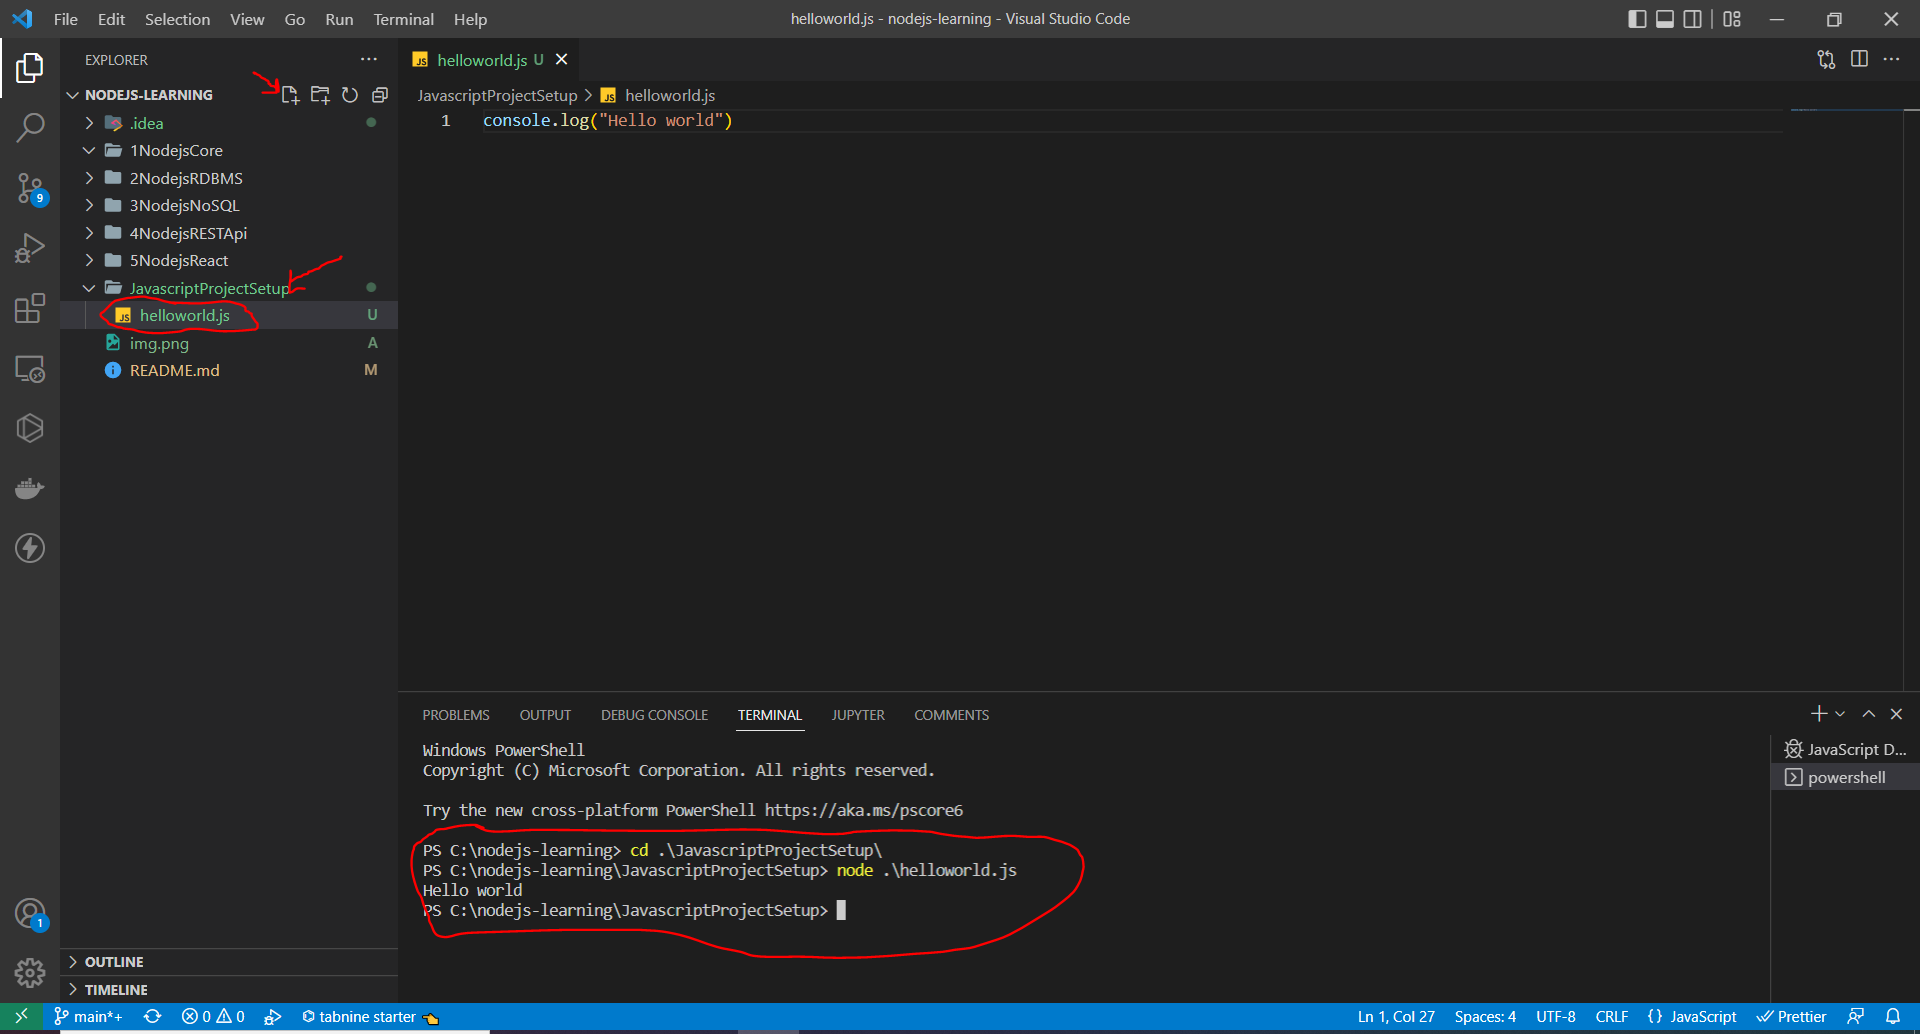 File Edit Selection View Go Run Terminal Help
helloworld.js - nodejs-learning - Visual Studio Code
EXPLORER
NODEJS-LEARNING
.idea
1NodejsCore
2NodejsRDBMS
3NodejsNoSQL
4NodejsRESTApi
5NodejsReact
JavascriptProjectSetup
JS helloworld.js U
img.png A
README.md M
9
1
OUTLINE
TIMELINE
JS helloworld.js U
JavascriptProjectSetup > JS helloworld.js
1 console.log("Hello world")
PROBLEMS OUTPUT DEBUG CONSOLE TERMINAL JUPYTER COMMENTS
Windows PowerShell
Copyright (C) Microsoft Corporation. All rights reserved.
Try the new cross-platform PowerShell https://aka.ms/pscore6
PS C:\nodejs-learning> cd .\JavascriptProjectSetup\
PS C:\nodejs-learning\JavascriptProjectSetup> node .\helloworld.js
Hello world
PS C:\nodejs-learning\JavascriptProjectSetup>
JavaScript D...
powershell
main*+ 0 0 tabnine starter
Ln 1, Col 27 Spaces: 4 UTF-8 CRLF {} JavaScript Prettier